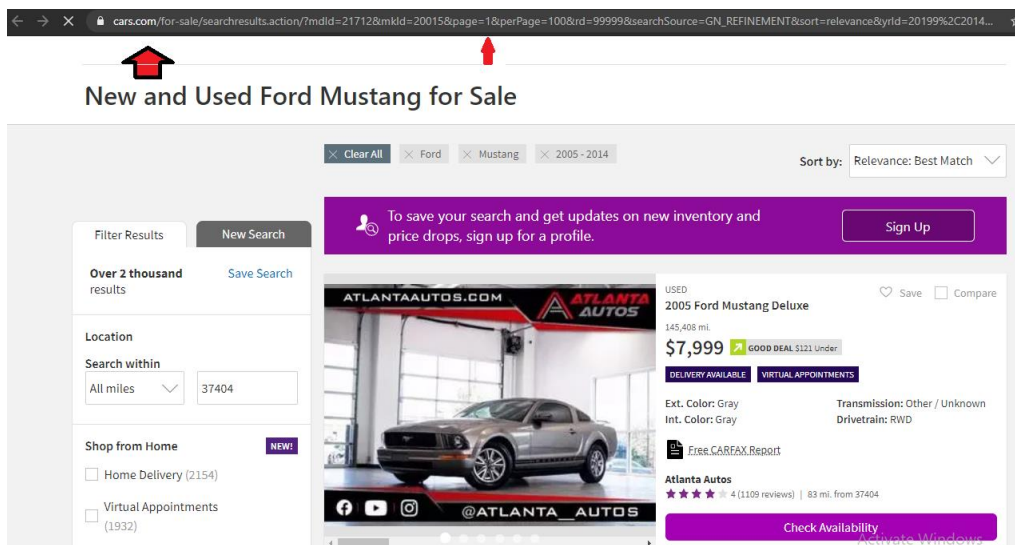 cars.com/for-sale/searchresults.action/?mdId=21712&mkId=20015&page=1&perPage=100&rd=99999&searchSource=GN_REFINEMENT&sort=relevance&yrId=20199%2C2014...
New and Used Ford Mustang for Sale
Clear All Ford Mustang 2005 - 2014
Sort by: Relevance: Best Match
To save your search and get updates on new inventory and
price drops, sign up for a profile.
Sign Up
Filter Results New Search
Over 2 thousand
results
Save Search
Location
Search within
All miles 37404
Shop from Home NEW!
Home Delivery (2154)
Virtual Appointments
(1932)
ATLANTAAUTOS.COM
ATLANTA
AUTOS
@ATLANTA_AUTOS
USED
Save Compare
2005 Ford Mustang Deluxe
145,408 mi.
$7,999 GOOD DEAL $121 Under
DELIVERY AVAILABLE VIRTUAL APPOINTMENTS
Ext. Color: Gray Transmission: Other / Unknown
Int. Color: Gray Drivetrain: RWD
Free CARFAX Report
Atlanta Autos
4 (1109 reviews) | 83 mi. from 37404
Check Availability
Activate Windows